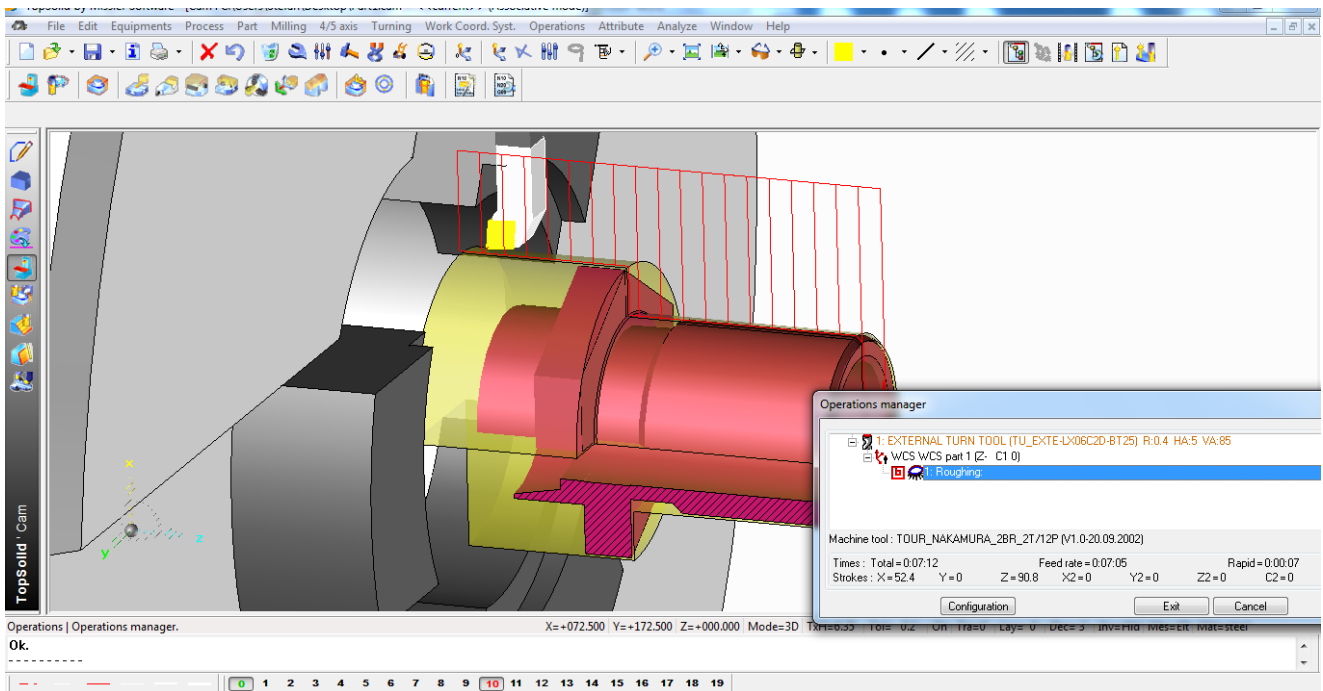 File Edit Equipments Process Part Milling 4/5 axis Turning Work Coord. Syst. Operations Attribute Analyze Window Help
Operations manager
1: EXTERNAL TURN TOOL (TU_EXTE-LX06C2D-BT25) R:0.4 HA:5 VA:85
WCS WCS part 1 (Z- C1 0)
1: Roughing:
Machine tool : TOUR_NAKAMURA_2BR_2T/12P (V1.0-20.09.2002)
Times : Total = 0:07:12 Feed rate = 0:07:05 Rapid = 0:00:07
Strokes : X = 52.4 Y = 0 Z = 90.8 X2 = 0 Y2 = 0 Z2 = 0 C2 = 0
Configuration Exit Cancel
x
y
z
TopSolid ' Cam
Operations | Operations manager. X=+072.500 Y=+172.500 Z=+000.000 Mode=3D
Ok.
----------
0 1 2 3 4 5 6 7 8 9 10 11 12 13 14 15 16 17 18 19